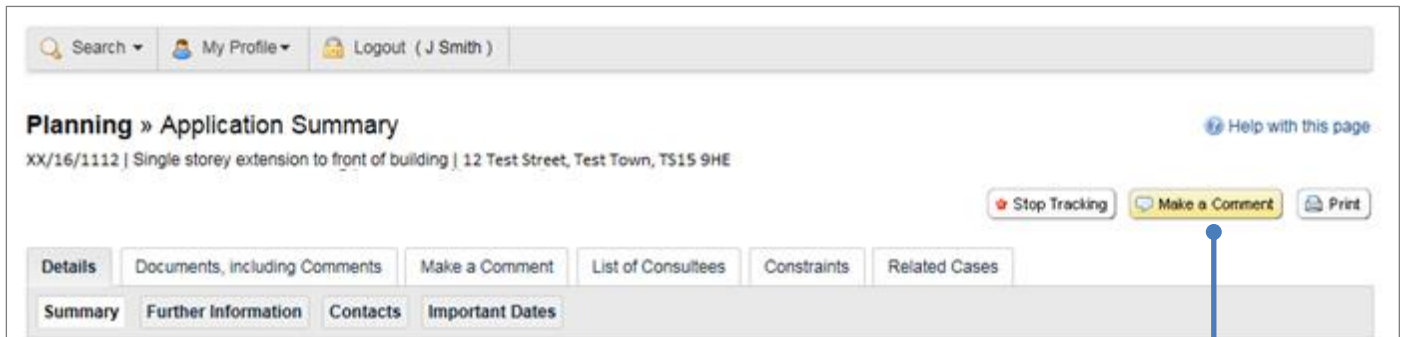 Search My Profile Logout ( J Smith )
Planning » Application Summary Help with this page
XX/16/1112 | Single storey extension to front of building | 12 Test Street, Test Town, TS15 9HE
Stop Tracking Make a Comment Print
Details Documents, including Comments Make a Comment List of Consultees Constraints Related Cases
Summary Further Information Contacts Important Dates